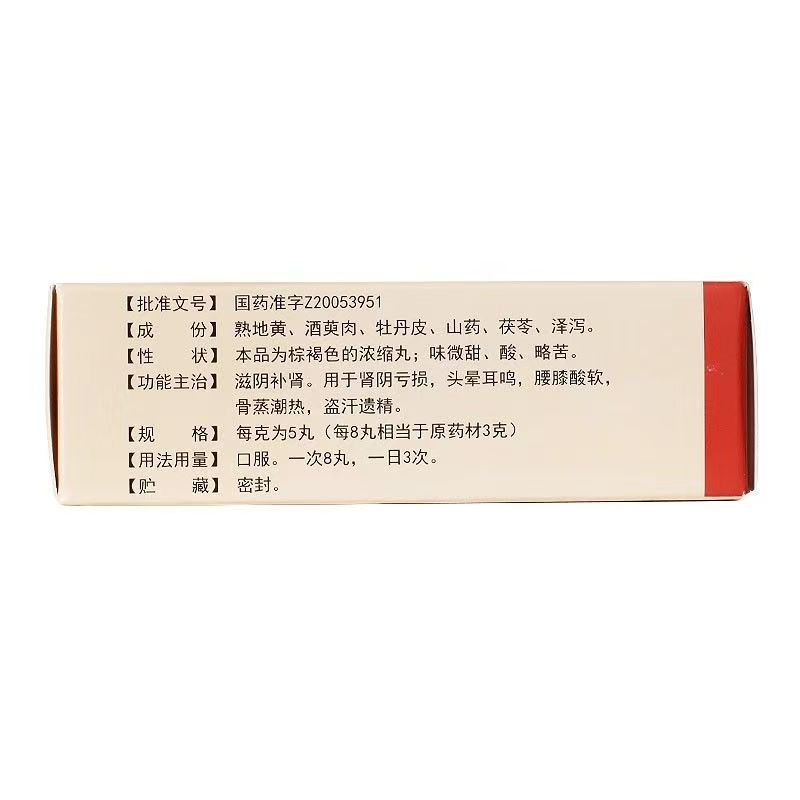 【批准文号】 国药准字Z20053951
【成　　份】 熟地黄、酒萸肉、牡丹皮、山药、茯苓、泽泻。
【性　　状】 本品为棕褐色的浓缩丸；味微甜、酸、略苦。
【功能主治】 滋阴补肾。用于肾阴亏损，头晕耳鸣，腰膝酸软，
骨蒸潮热，盗汗遗精。
【规　　格】 每克为5丸（每8丸相当于原药材3克）
【用法用量】 口服。一次8丸，一日3次。
【贮　　藏】 密封。